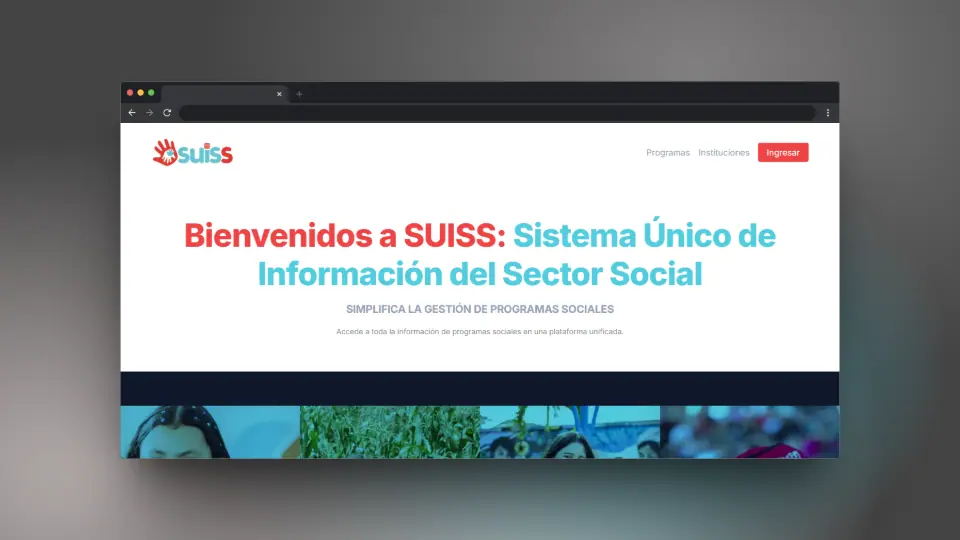 suiss
Programas Instituciones Ingresar
Bienvenidos a SUISS: Sistema Único de
Información del Sector Social
SIMPLIFICA LA GESTIÓN DE PROGRAMAS SOCIALES
Accede a toda la información de programas sociales en una plataforma unificada.